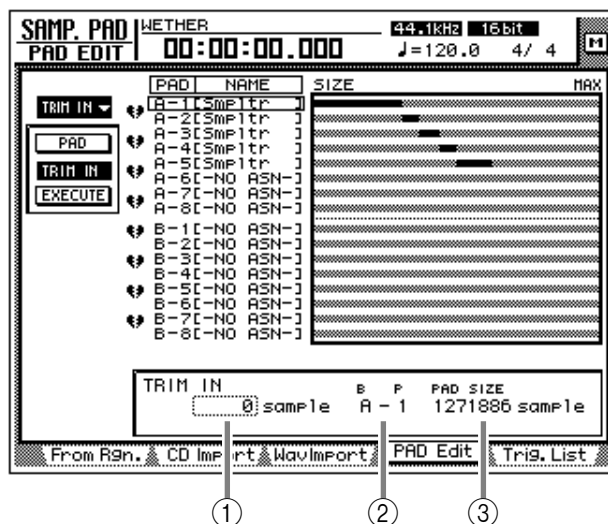 SAMP. PAD WETHER 44.1kHz 16bit M
PAD EDIT 00:00:00.000 ♩=120.0 4/ 4
PAD NAME SIZE MAX
TRIM IN
PAD
TRIM IN
EXECUTE
A-1[Smpltr ]
A-2[Smpltr ]
A-3[Smpltr ]
A-4[Smpltr ]
A-5[Smpltr ]
A-6[-NO ASN-]
A-7[-NO ASN-]
A-8[-NO ASN-]
B-1[-NO ASN-]
B-2[-NO ASN-]
B-3[-NO ASN-]
B-4[-NO ASN-]
B-5[-NO ASN-]
B-6[-NO ASN-]
B-7[-NO ASN-]
B-8[-NO ASN-]
TRIM IN B P PAD SIZE
0 sample A - 1 1271886 sample
From Rgn. CD Import WavImport PAD Edit Trig. List
① ② ③